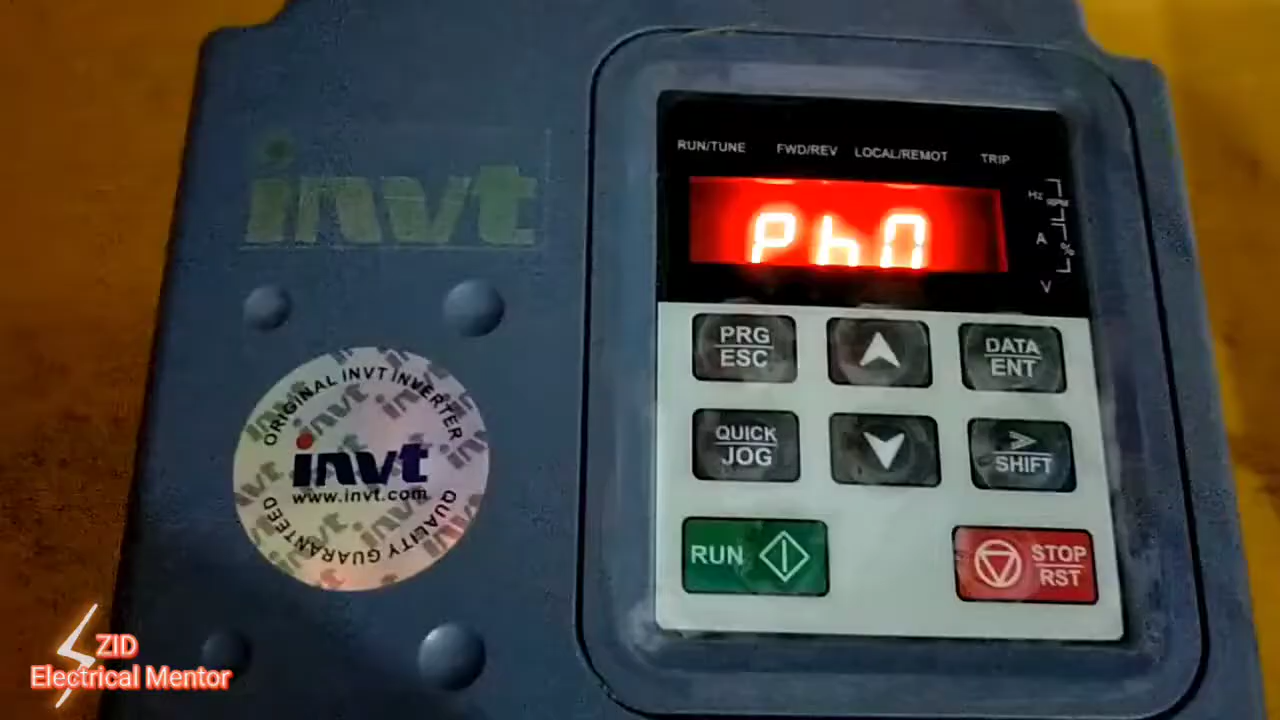 invt
ORIGINAL INVT INVERTER
invt
www.invt.com
QUALITY GUARANTEED
RUN/TUNE FWD/REV LOCAL/REMOT TRIP
Hz
RPM
A
%
V
PRG
ESC
DATA
ENT
QUICK
JOG
>
SHIFT
RUN
STOP
RST
ZID
Electrical Mentor